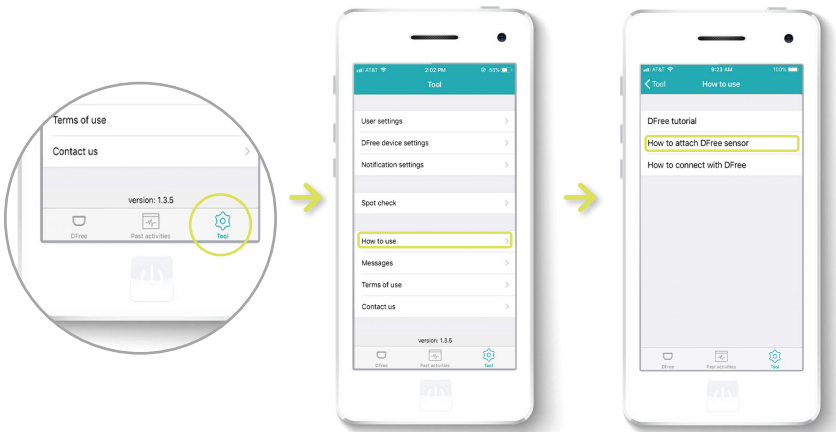 Terms of use
Contact us
version: 1.3.5
DFree
Past activities
Tool
AT&T
2:02 PM
98%
Tool
User settings
DFree device settings
Notification settings
Spot check
How to use
Messages
Terms of use
Contact us
version: 1.3.5
DFree
Past activities
Tool
AT&T
9:23 AM
100%
Tool
How to use
DFree tutorial
How to attach DFree sensor
How to connect with DFree
DFree
Past activities
Tool